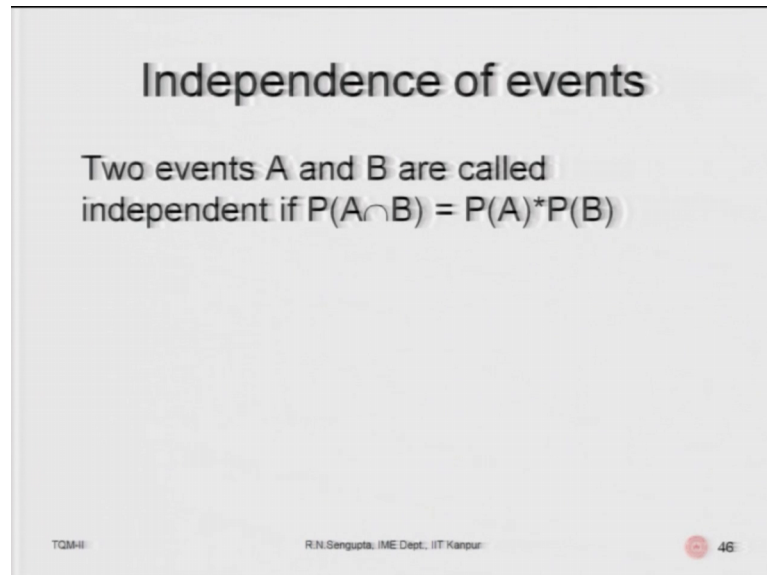 Independence of events
Two events A and B are called
independent if P(A∩B) = P(A)*P(B)
TQM-II
R.N.Sengupta, IME Dept., IIT Kanpur
46